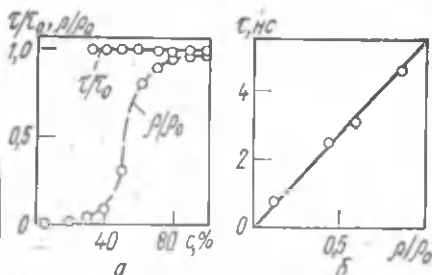 τ/τ₀, ρ/ρ₀
1,0
τ/τ₀
0,5
ρ/ρ₀
0
40 80 c,%
а
τ, нс
4
2
0
0,5 ρ/ρ₀
б